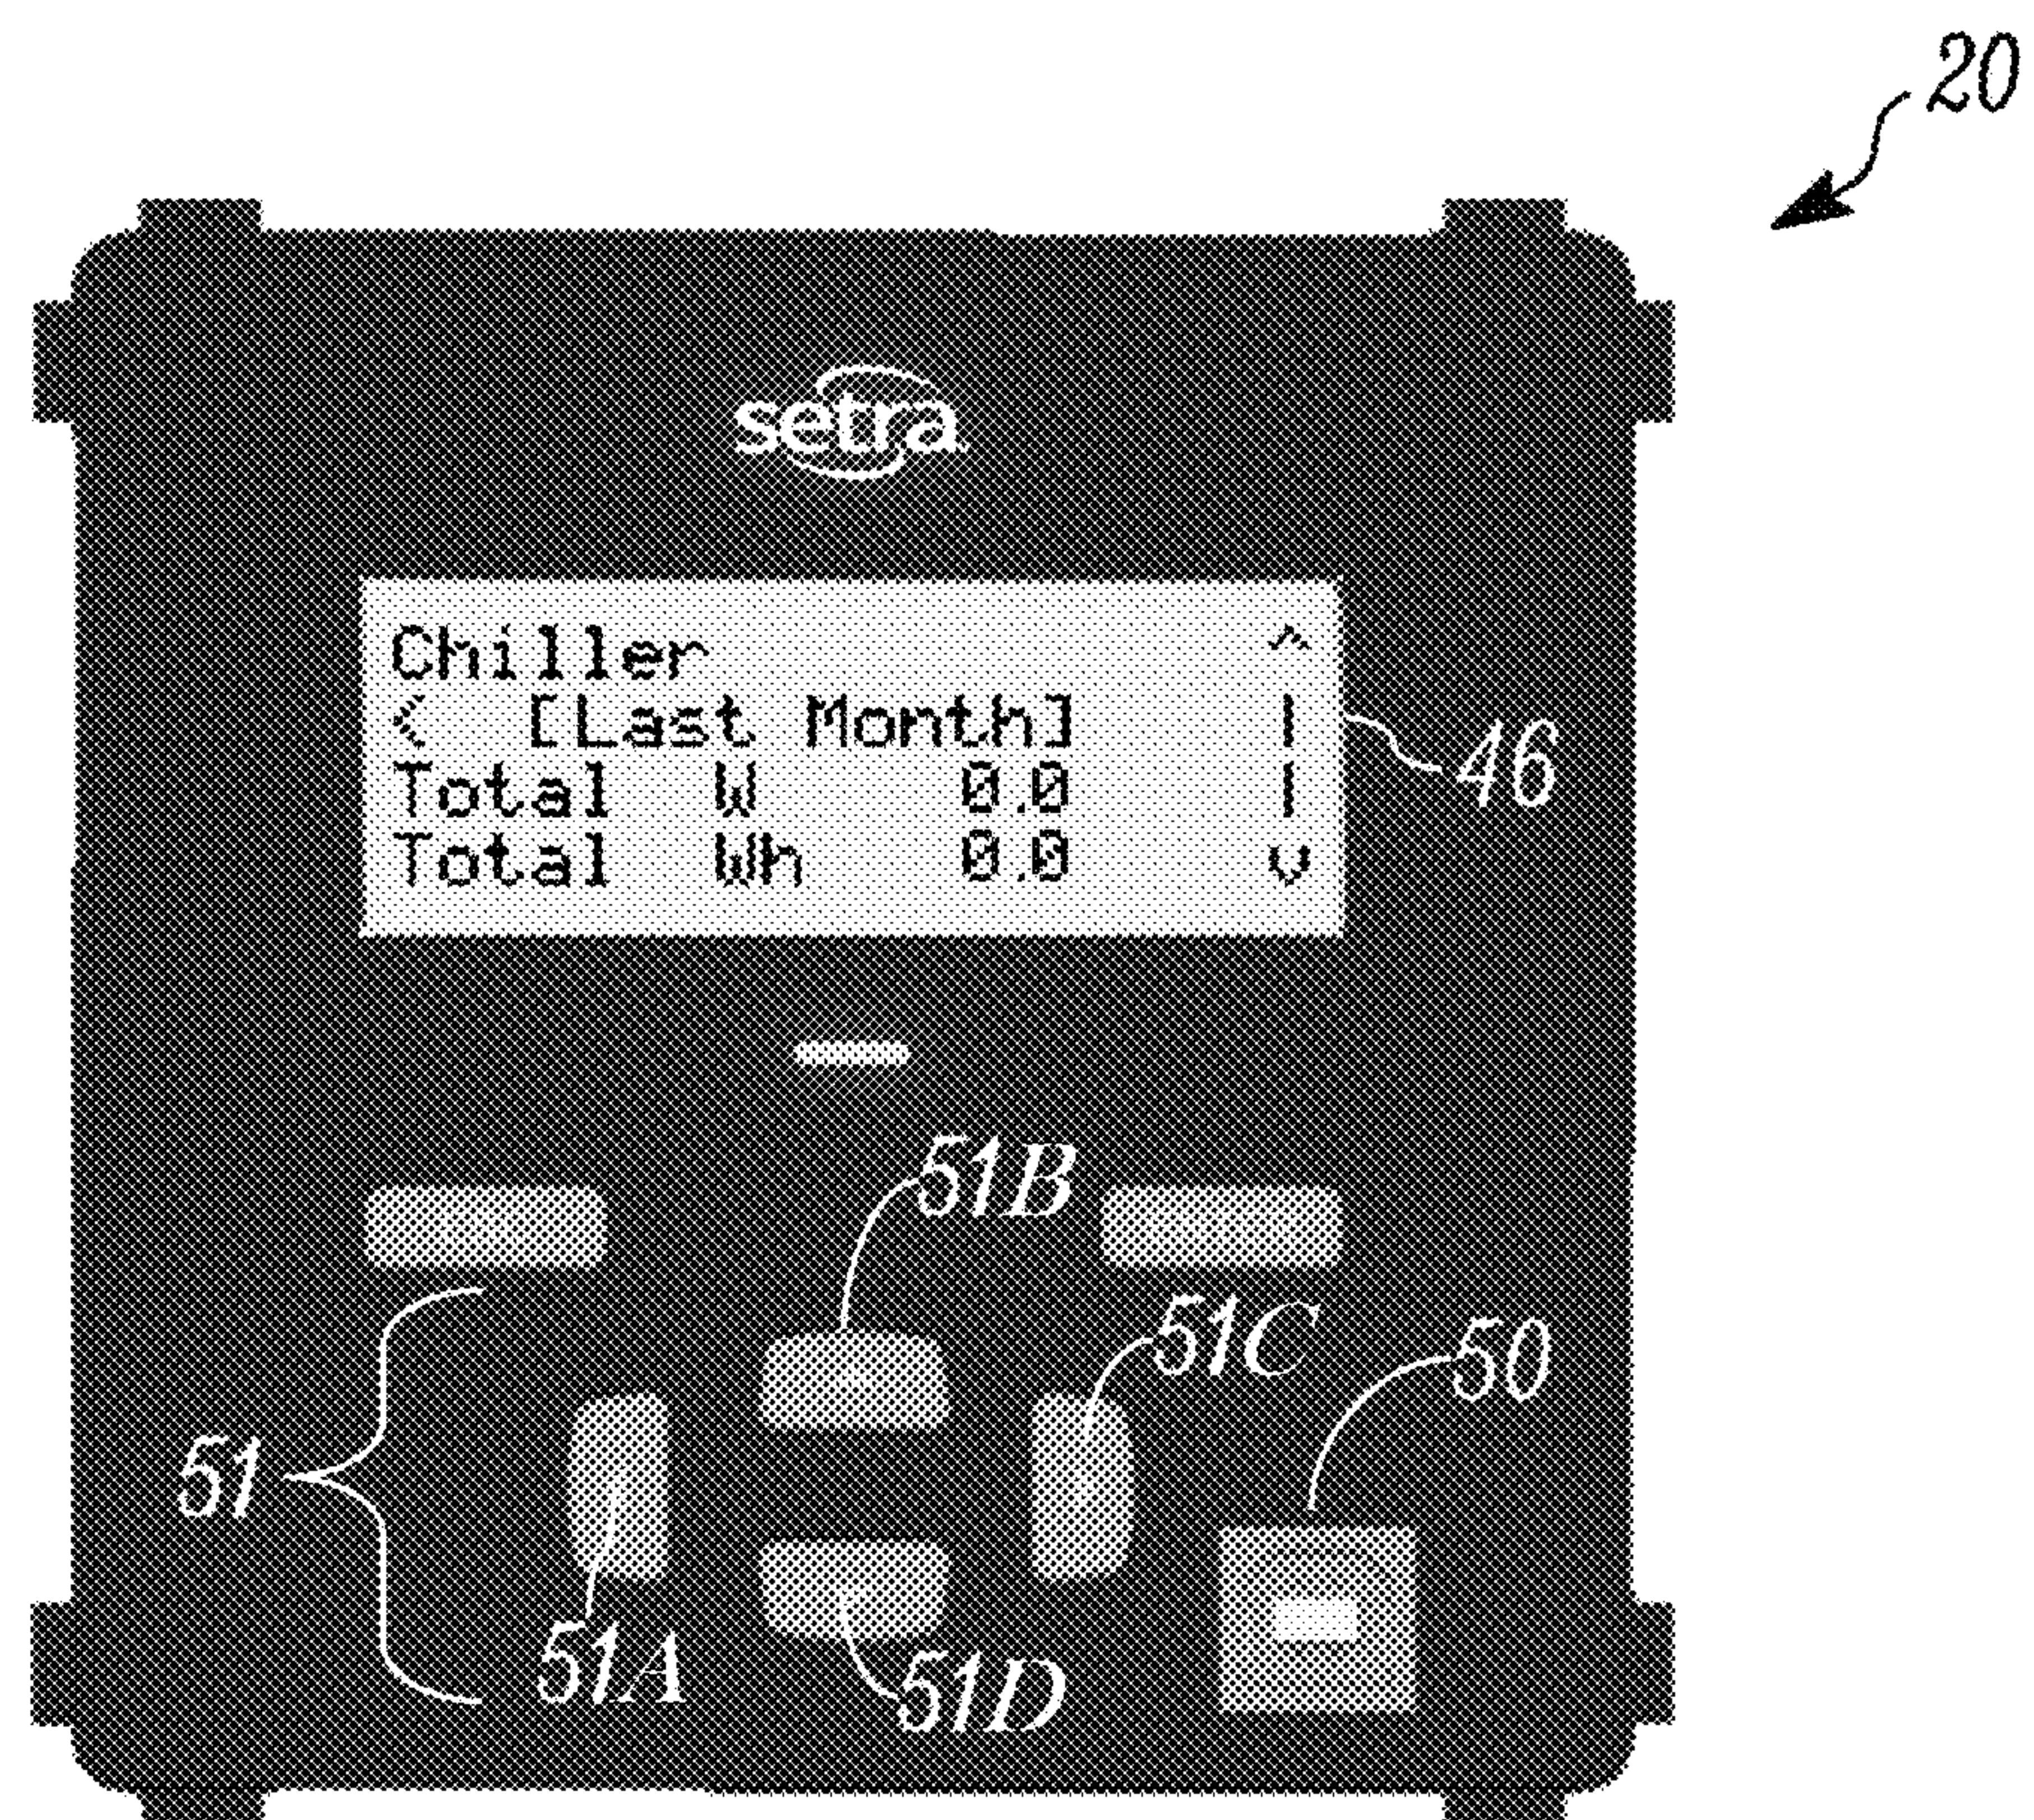 20
setra
Chiller ^
< [Last Month] |
Total W 0.0 |
Total Wh 0.0 v
46
51B
51C
50
51
51A
51D